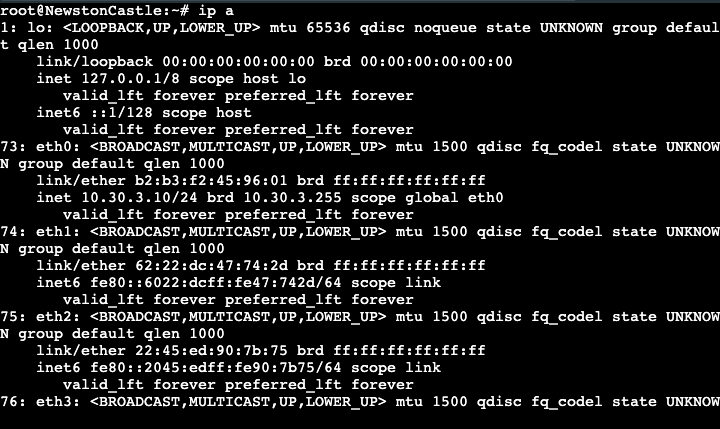 root@NewstonCastle:~# ip a
1: lo: <LOOPBACK,UP,LOWER_UP> mtu 65536 qdisc noqueue state UNKNOWN group defaul
t qlen 1000
    link/loopback 00:00:00:00:00:00 brd 00:00:00:00:00:00
    inet 127.0.0.1/8 scope host lo
       valid_lft forever preferred_lft forever
    inet6 ::1/128 scope host
       valid_lft forever preferred_lft forever
73: eth0: <BROADCAST,MULTICAST,UP,LOWER_UP> mtu 1500 qdisc fq_codel state UNKNOW
N group default qlen 1000
    link/ether b2:b3:f2:45:96:01 brd ff:ff:ff:ff:ff:ff
    inet 10.30.3.10/24 brd 10.30.3.255 scope global eth0
       valid_lft forever preferred_lft forever
74: eth1: <BROADCAST,MULTICAST,UP,LOWER_UP> mtu 1500 qdisc fq_codel state UNKNOW
N group default qlen 1000
    link/ether 62:22:dc:47:74:2d brd ff:ff:ff:ff:ff:ff
    inet6 fe80::6022:dcff:fe47:742d/64 scope link
       valid_lft forever preferred_lft forever
75: eth2: <BROADCAST,MULTICAST,UP,LOWER_UP> mtu 1500 qdisc fq_codel state UNKNOW
N group default qlen 1000
    link/ether 22:45:ed:90:7b:75 brd ff:ff:ff:ff:ff:ff
    inet6 fe80::2045:edff:fe90:7b75/64 scope link
       valid_lft forever preferred_lft forever
76: eth3: <BROADCAST,MULTICAST,UP,LOWER_UP> mtu 1500 qdisc fq_codel state UNKNOW